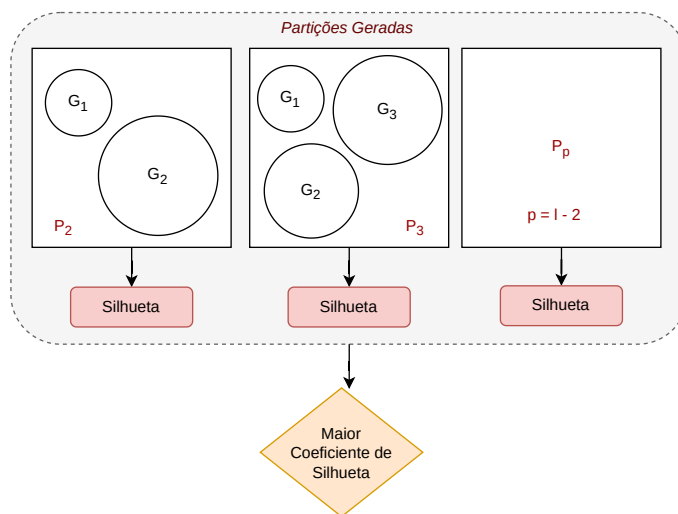 Partições Geradas
G1
G2
P2
G1
G3
G2
P3
Pp
p = l - 2
Silhueta
Silhueta
Silhueta
Maior
Coeficiente de
Silhueta